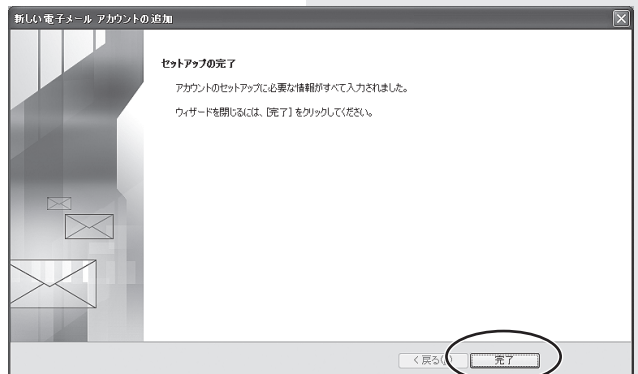 新しい電子メール アカウントの追加
セットアップの完了
アカウントのセットアップに必要な情報がすべて入力されました。
ウィザードを閉じるには、[完了] をクリックしてください。
< 戻る(
完了